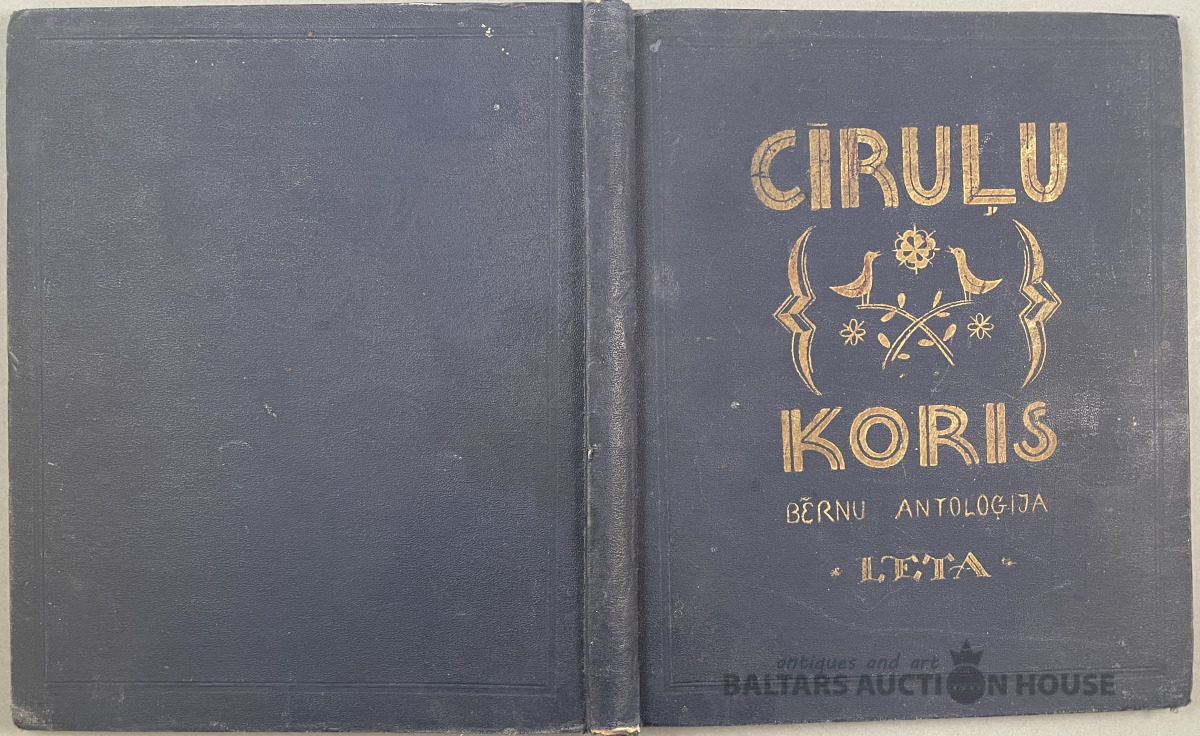 CĪRUĻU
KORIS
BĒRNU ANTOLOĢIJA
LETA
antiques and art
BALTARS AUCTION HOUSE